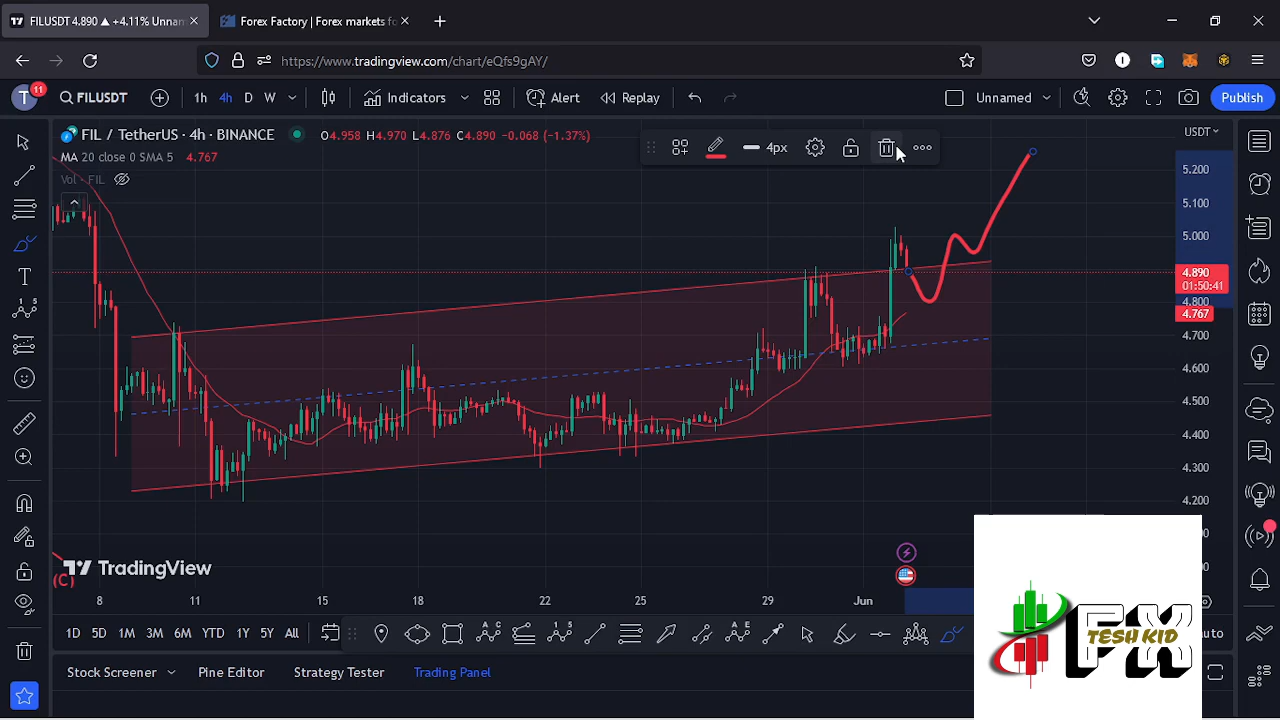 FILUSDT 4.890 ▲ +4.11% Unnan
Forex Factory | Forex markets fo
https://www.tradingview.com/chart/eQfs9gAY/
T
11
FILUSDT
1h
4h
D
W
Indicators
Alert
Replay
Unnamed
Publish
FIL / TetherUS · 4h · BINANCE
O4.958 H4.970 L4.876 C4.890 -0.068 (-1.37%)
MA 20 close 0 SMA 5 4.767
Vol · FIL
4px
USDT
5.200
5.100
5.000
4.890
01:50:41
4.800
4.767
4.700
4.600
4.500
4.400
4.300
4.200
(C)
TradingView
8
11
15
18
22
25
29
Jun
1D
5D
1M
3M
6M
YTD
1Y
5Y
All
auto
Stock Screener
Pine Editor
Strategy Tester
Trading Panel
FX
TESH KID